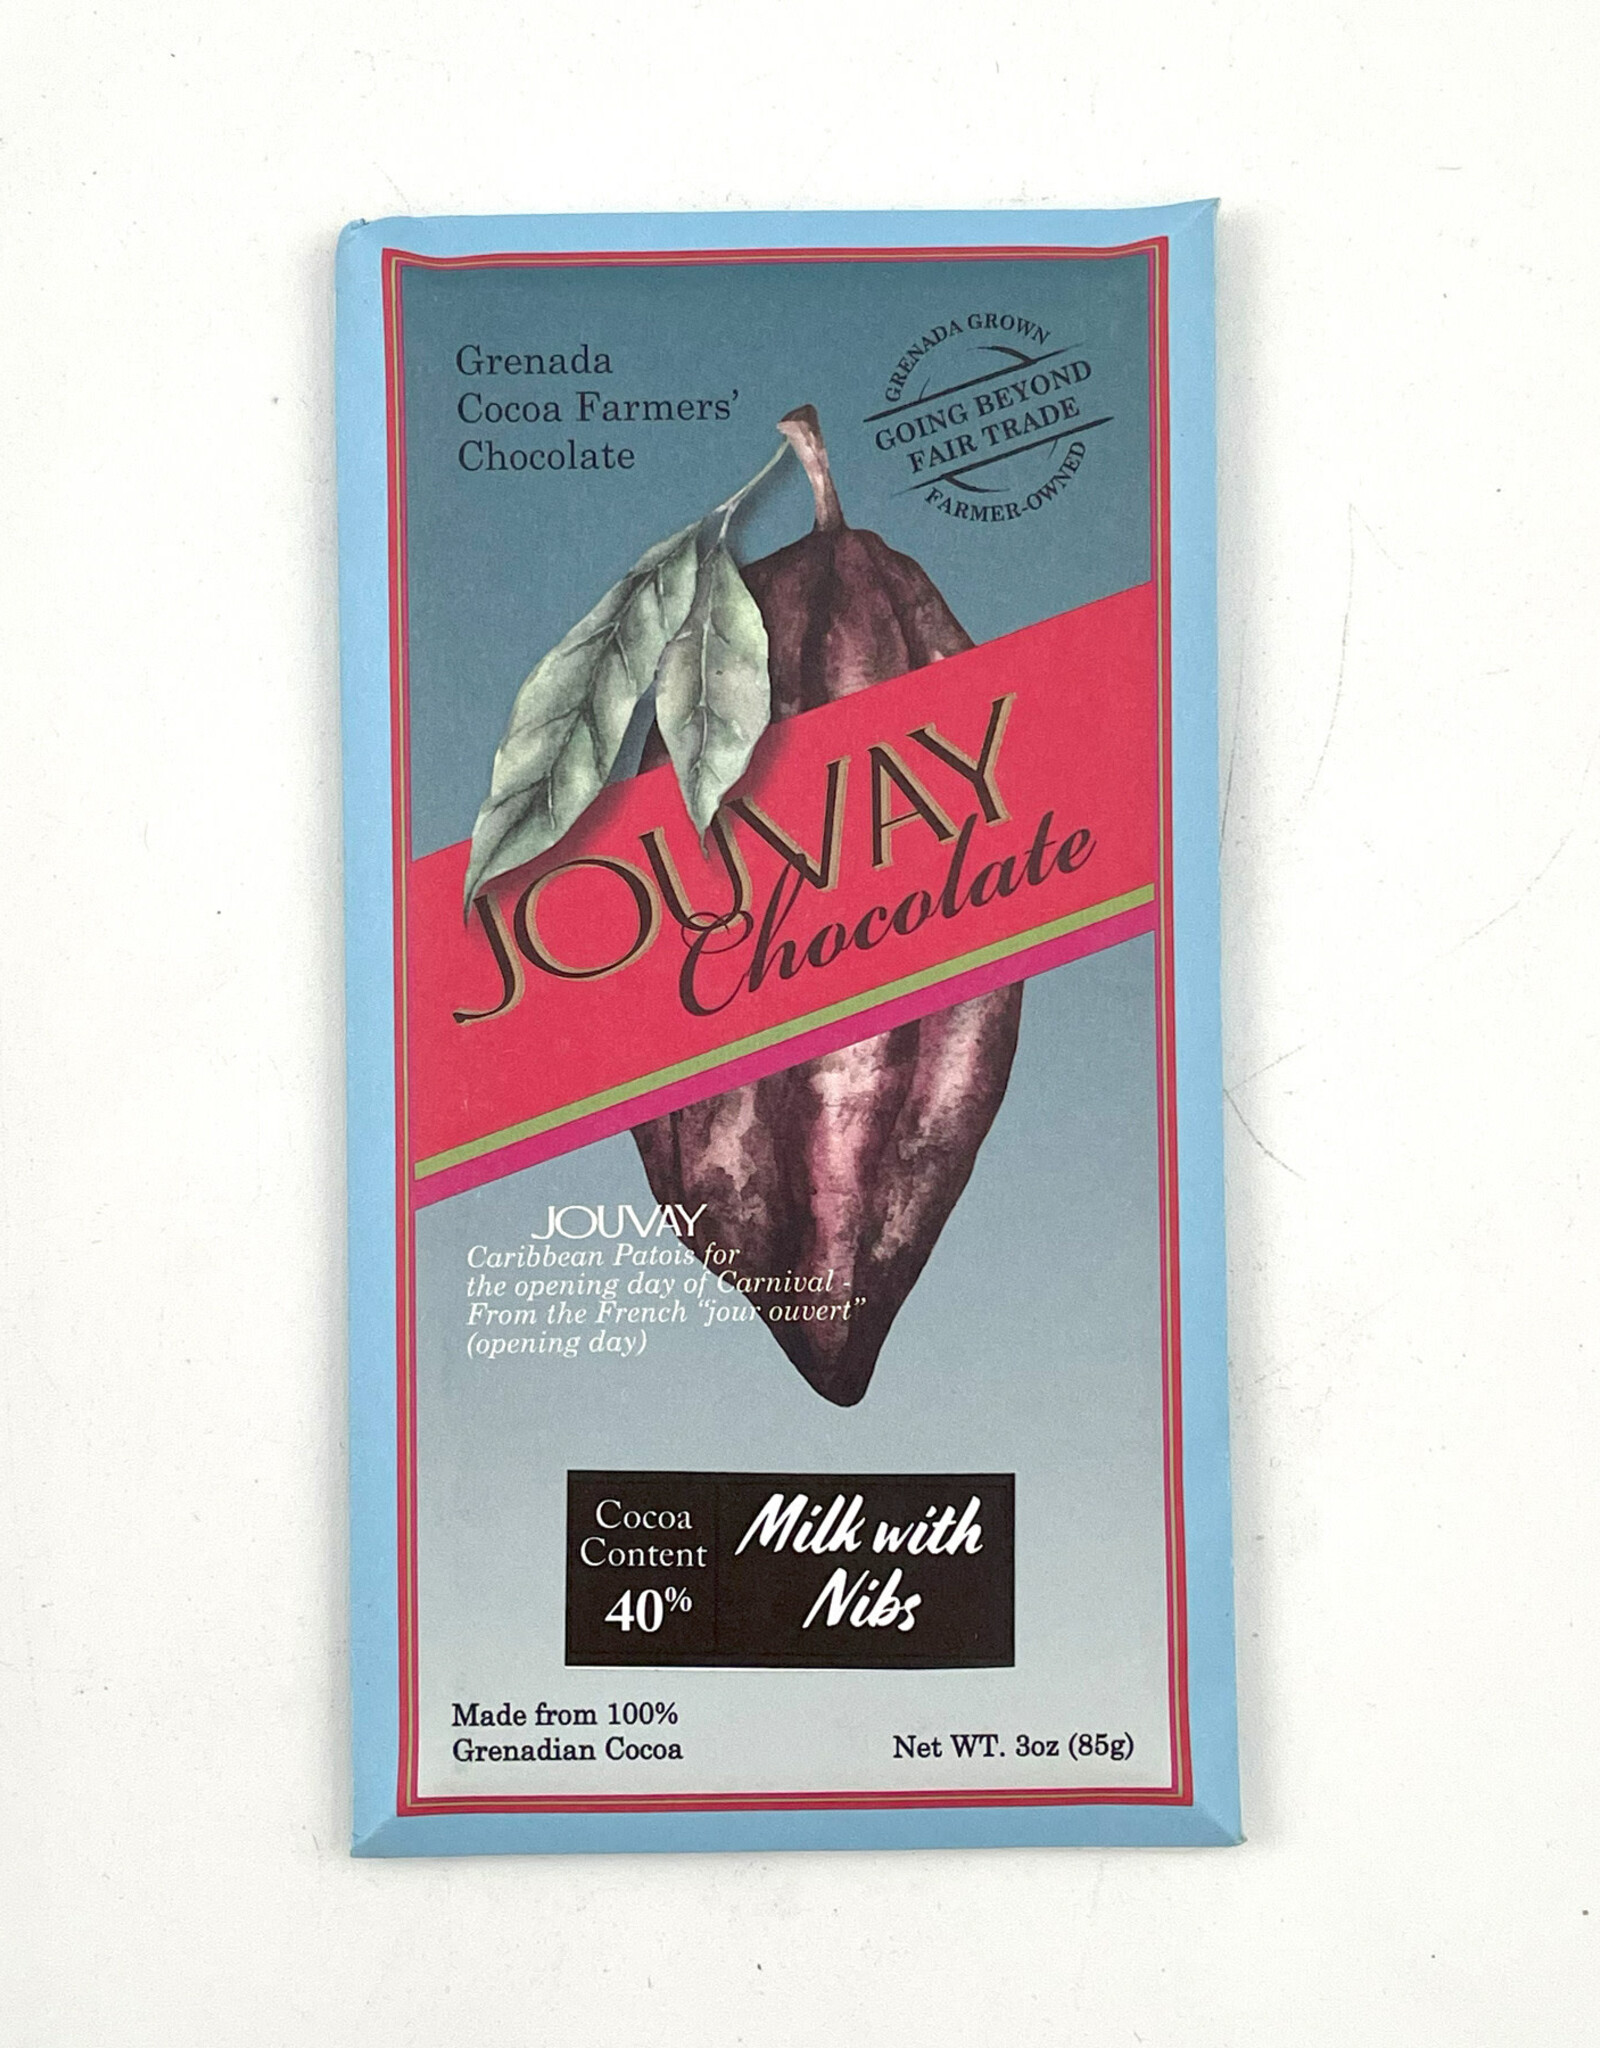 Grenada
Cocoa Farmers’
Chocolate
GRENADA GROWN
GOING BEYOND
FAIR TRADE
FARMER-OWNED
JOUVAY
Chocolate
JOUVAY
Caribbean Patois for
the opening day of Carnival -
From the French “jour ouvert”
(opening day)
Cocoa
Content
40%
Milk with
Nibs
Made from 100%
Grenadian Cocoa
Net WT. 3oz (85g)